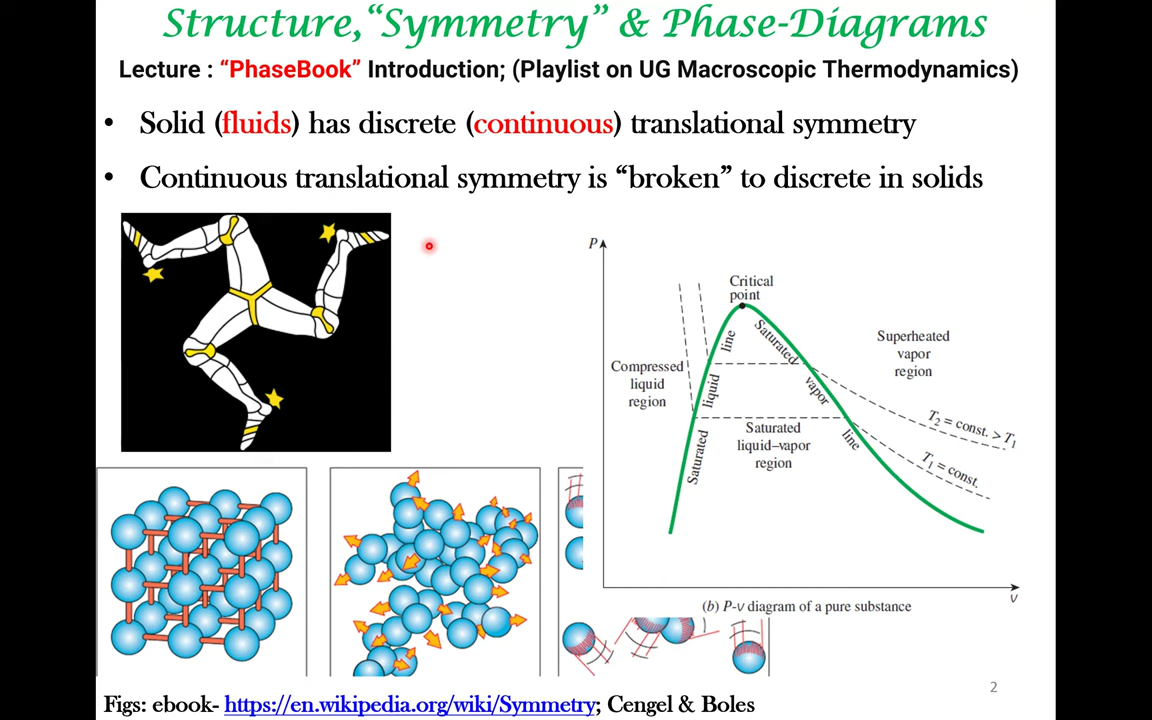 Structure,“Symmetry” & Phase-Diagrams
Lecture : “PhaseBook” Introduction; (Playlist on UG Macroscopic Thermodynamics)
• Solid (fluids) has discrete (continuous) translational symmetry
• Continuous translational symmetry is “broken” to discrete in solids
P
Critical
point
Saturated liquid line
Saturated vapor line
Compressed
liquid
region
Superheated
vapor
region
Saturated
liquid–vapor
region
T2 = const. > T1
T1 = const.
v
(b) P-v diagram of a pure substance
Figs: ebook- https://en.wikipedia.org/wiki/Symmetry; Cengel & Boles
2